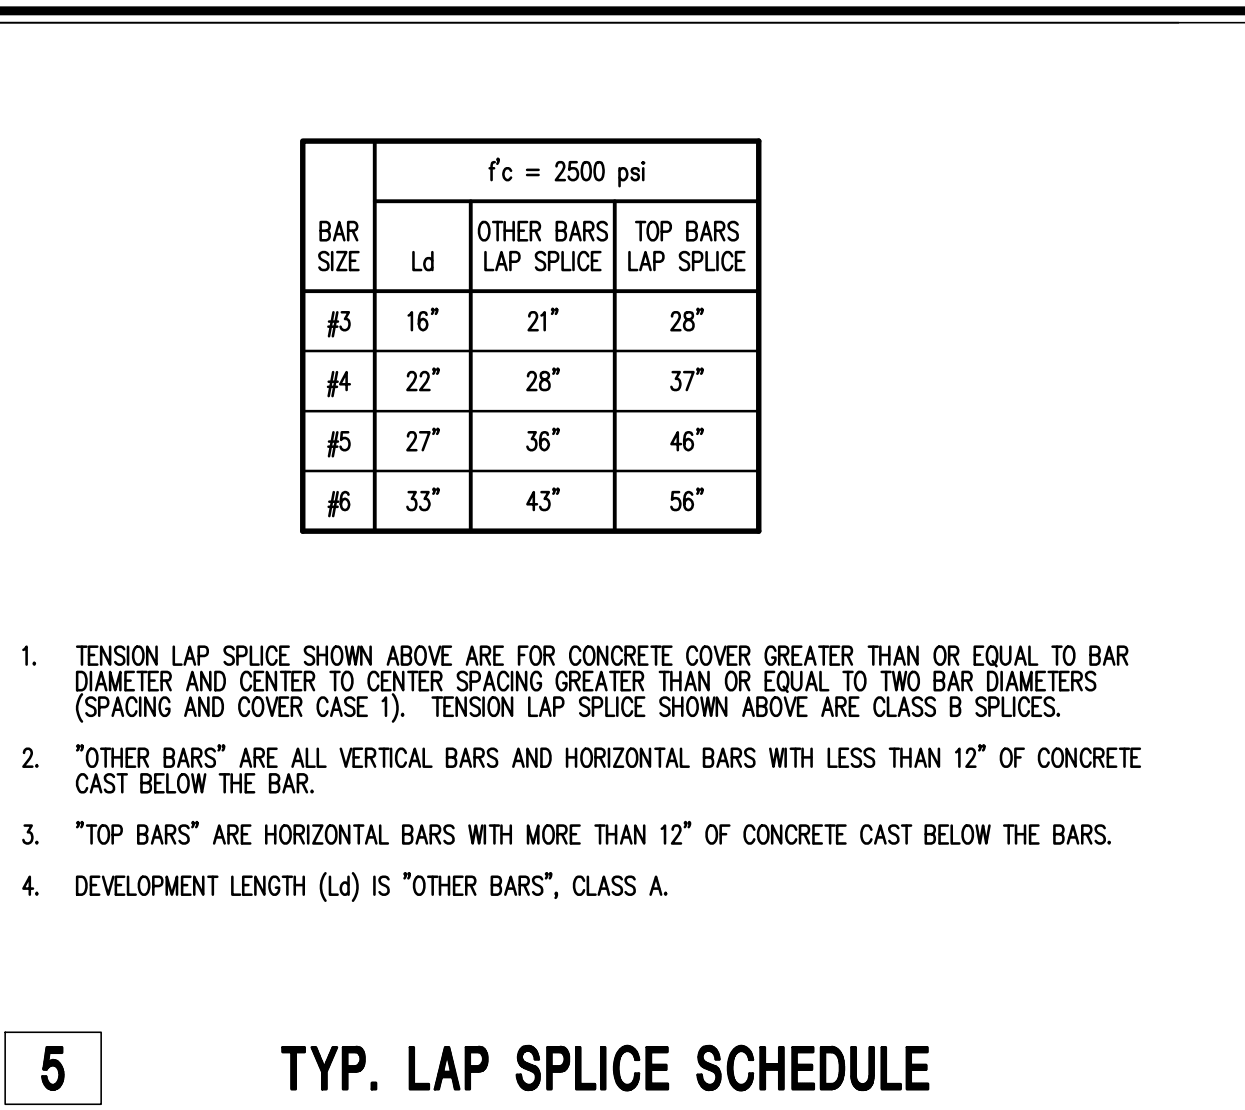 f'c = 2500 psi
BAR SIZE	Ld	OTHER BARS LAP SPLICE	TOP BARS LAP SPLICE
#3	16"	21"	28"
#4	22"	28"	37"
#5	27"	36"	46"
#6	33"	43"	56"
1. TENSION LAP SPLICE SHOWN ABOVE ARE FOR CONCRETE COVER GREATER THAN OR EQUAL TO BAR
DIAMETER AND CENTER TO CENTER SPACING GREATER THAN OR EQUAL TO TWO BAR DIAMETERS
(SPACING AND COVER CASE 1). TENSION LAP SPLICE SHOWN ABOVE ARE CLASS B SPLICES.
2. "OTHER BARS" ARE ALL VERTICAL BARS AND HORIZONTAL BARS WITH LESS THAN 12" OF CONCRETE
CAST BELOW THE BAR.
3. "TOP BARS" ARE HORIZONTAL BARS WITH MORE THAN 12" OF CONCRETE CAST BELOW THE BARS.
4. DEVELOPMENT LENGTH (Ld) IS "OTHER BARS", CLASS A.
5 TYP. LAP SPLICE SCHEDULE